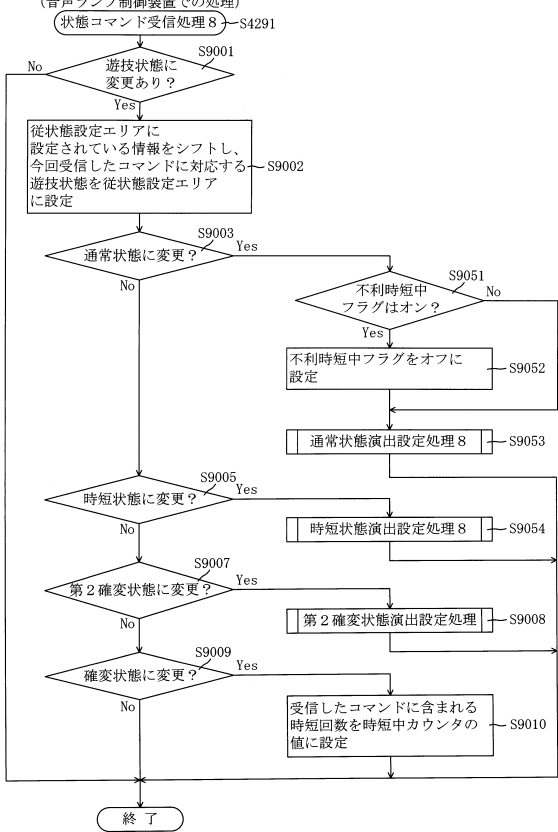 (音声ランプ制御装置での処理)
状態コマンド受信処理8
S4291
S9001
遊技状態に
変更あり?
No
Yes
従状態設定エリアに
設定されている情報をシフトし、
今回受信したコマンドに対応する
遊技状態を従状態設定エリア
に設定
S9002
S9003
通常状態に変更?
Yes
No
S9051
不利時短中
フラグはオン?
No
Yes
不利時短中フラグをオフに
設定
S9052
通常状態演出設定処理8
S9053
S9005
時短状態に変更?
Yes
No
時短状態演出設定処理8
S9054
S9007
第2確変状態に変更?
Yes
No
第2確変状態演出設定処理
S9008
S9009
確変状態に変更?
Yes
No
受信したコマンドに含まれる
時短回数を時短中カウンタの
値に設定
S9010
終了